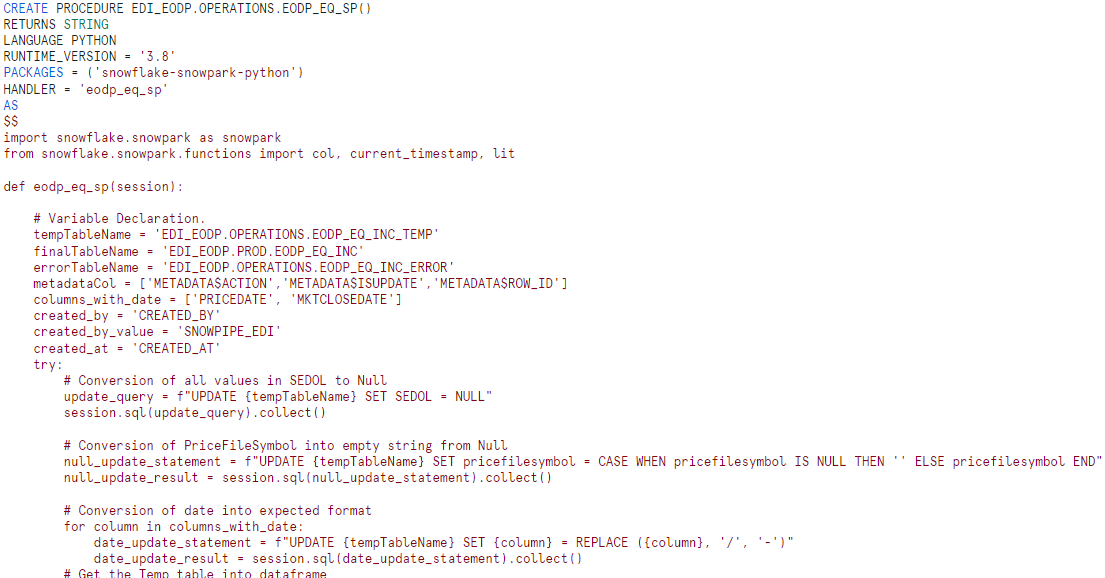 CREATE PROCEDURE EDI_EODP.OPERATIONS.EODP_EQ_SP()
RETURNS STRING
LANGUAGE PYTHON
RUNTIME_VERSION = '3.8'
PACKAGES = ('snowflake-snowpark-python')
HANDLER = 'eodp_eq_sp'
AS
$$
import snowflake.snowpark as snowpark
from snowflake.snowpark.functions import col, current_timestamp, lit

def eodp_eq_sp(session):

    # Variable Declaration.
    tempTableName = 'EDI_EODP.OPERATIONS.EODP_EQ_INC_TEMP'
    finalTableName = 'EDI_EODP.PROD.EODP_EQ_INC'
    errorTableName = 'EDI_EODP.OPERATIONS.EODP_EQ_INC_ERROR'
    metadataCol = ['METADATA$ACTION','METADATA$ISUPDATE','METADATA$ROW_ID']
    columns_with_date = ['PRICEDATE', 'MKTCLOSEDATE']
    created_by = 'CREATED_BY'
    created_by_value = 'SNOWPIPE_EDI'
    created_at = 'CREATED_AT'
    try:
        # Conversion of all values in SEDOL to Null
        update_query = f"UPDATE {tempTableName} SET SEDOL = NULL"
        session.sql(update_query).collect()

        # Conversion of PriceFileSymbol into empty string from Null
        null_update_statement = f"UPDATE {tempTableName} SET pricefilesymbol = CASE WHEN pricefilesymbol IS NULL THEN '' ELSE pricefilesymbol END"
        null_update_result = session.sql(null_update_statement).collect()

        # Conversion of date into expected format
        for column in columns_with_date:
            date_update_statement = f"UPDATE {tempTableName} SET {column} = REPLACE ({column}, '/', '-')"
            date_update_result = session.sql(date_update_statement).collect()
        # Get the Temp table into dataframe